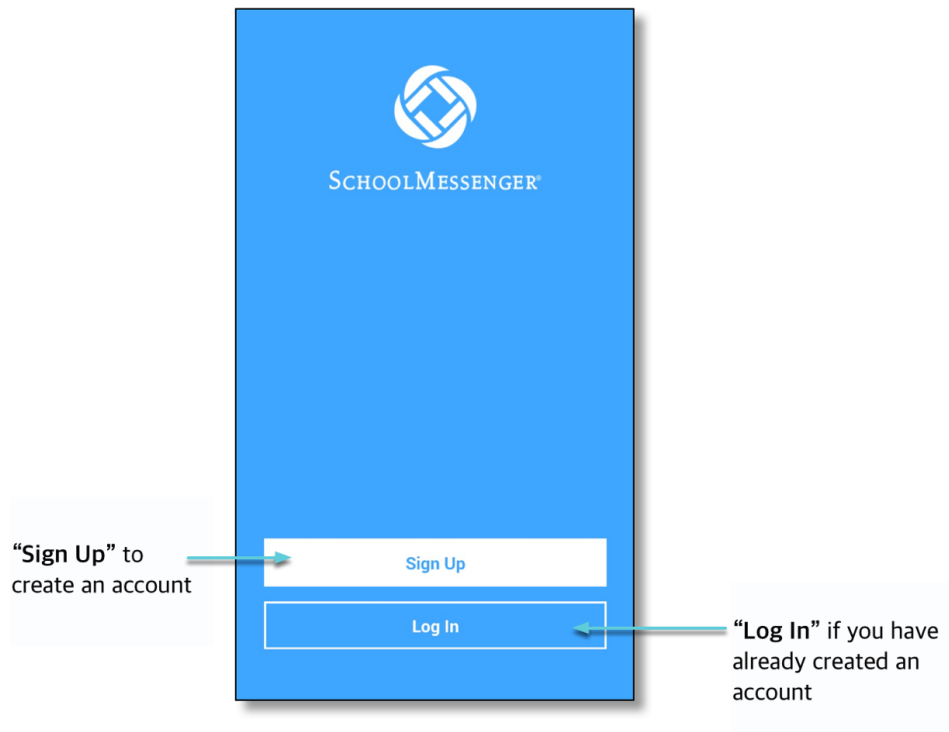 SCHOOLMESSENGER®
“Sign Up” to
create an account
Sign Up
Log In
“Log In” if you have
already created an
account